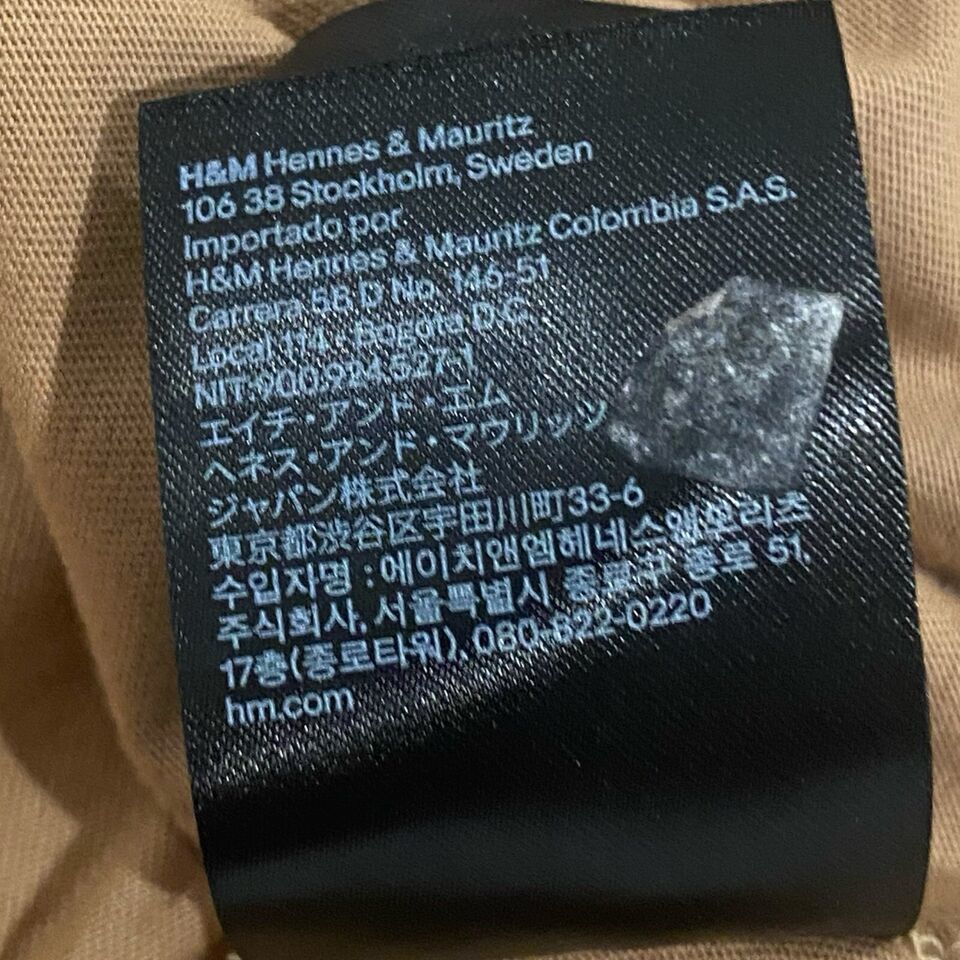 H&M Hennes & Mauritz
106 38 Stockholm, Sweden
Importado por
H&M Hennes & Mauritz Colombia S.A.S.
Carrera 58 D No. 146-51
Local 114 - Bogota D.C.
NIT:900.924.527-1
エイチ・アンド・エム
ヘネス・アンド・マウリッツ
ジャパン株式会社
東京都渋谷区宇田川町33-6
수입자명 : 에이치앤엠헤네스앤모리츠
주식회사, 서울특별시 종로구 종로 51,
17층(종로타워), 080-822-0220
hm.com